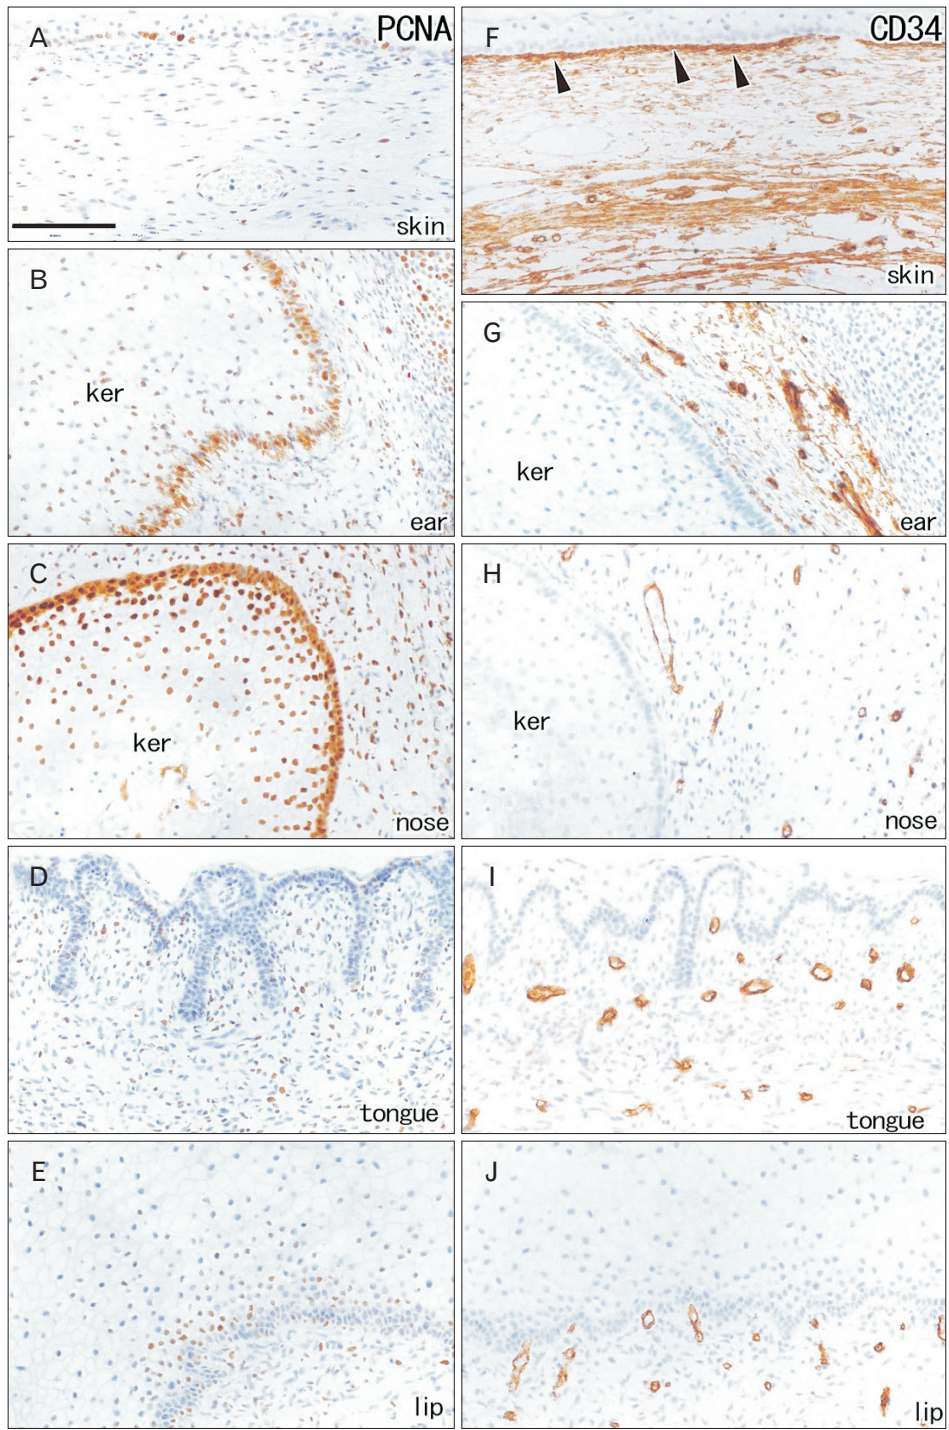 A
PCNA
skin
B
ker
ear
C
ker
nose
D
tongue
E
lip
F
CD34
skin
G
ker
ear
H
ker
nose
I
tongue
J
lip